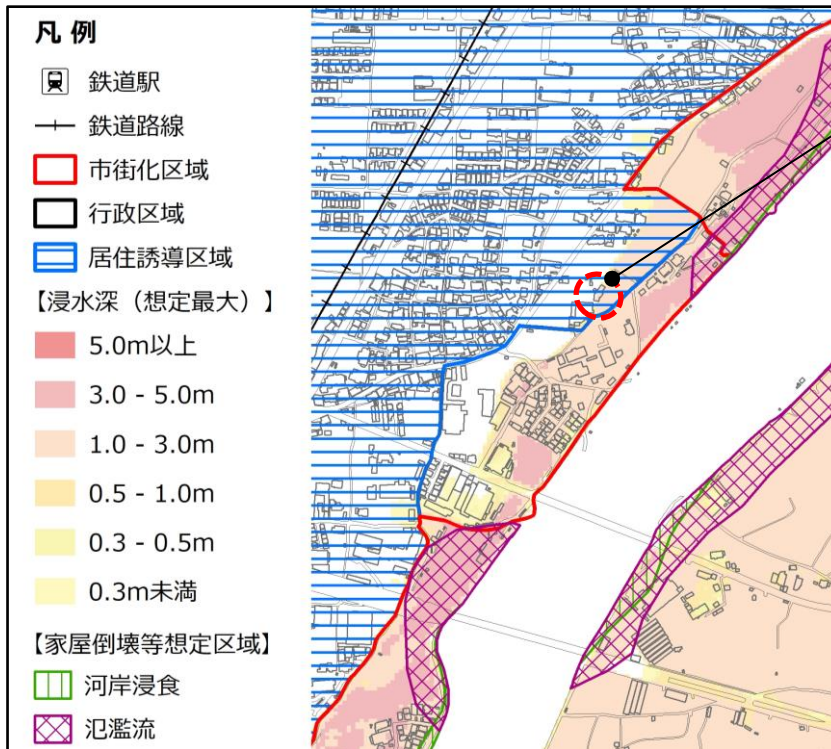 凡 例
鉄道駅
鉄道路線
市街化区域
行政区域
居住誘導区域
【浸水深（想定最大）】
5.0m以上
3.0 - 5.0m
1.0 - 3.0m
0.5 - 1.0m
0.3 - 0.5m
0.3m未満
【家屋倒壊等想定区域】
河岸浸食
氾濫流